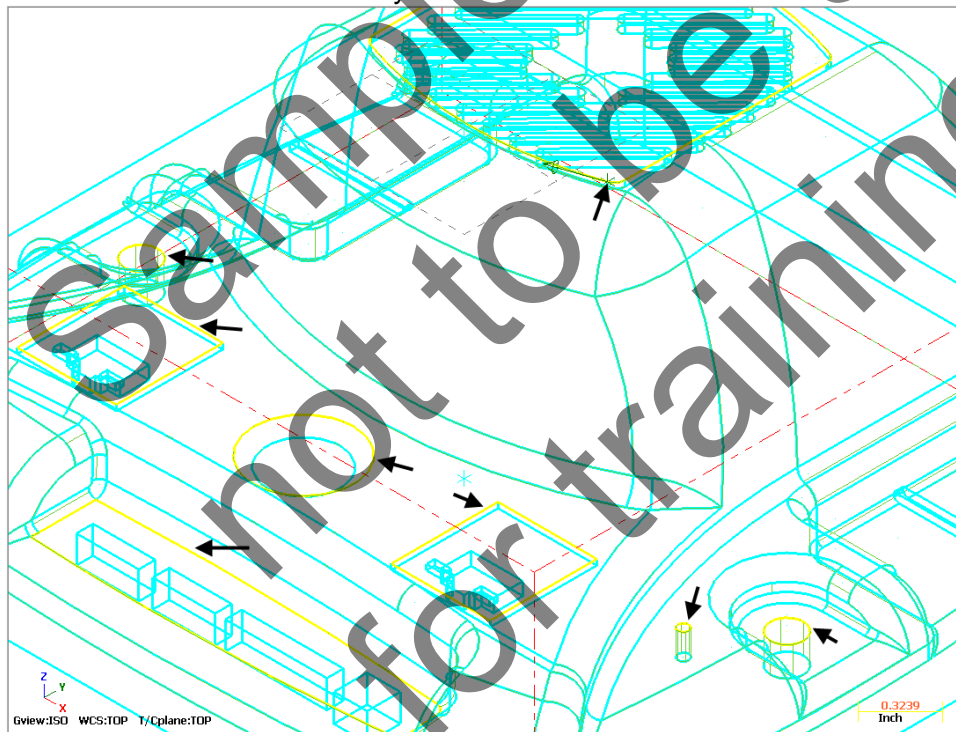 Sample
not to be
for training
Z
Y
X
Gview:ISO WCS:TOP T/Cplane:TOP
0.3239
Inch